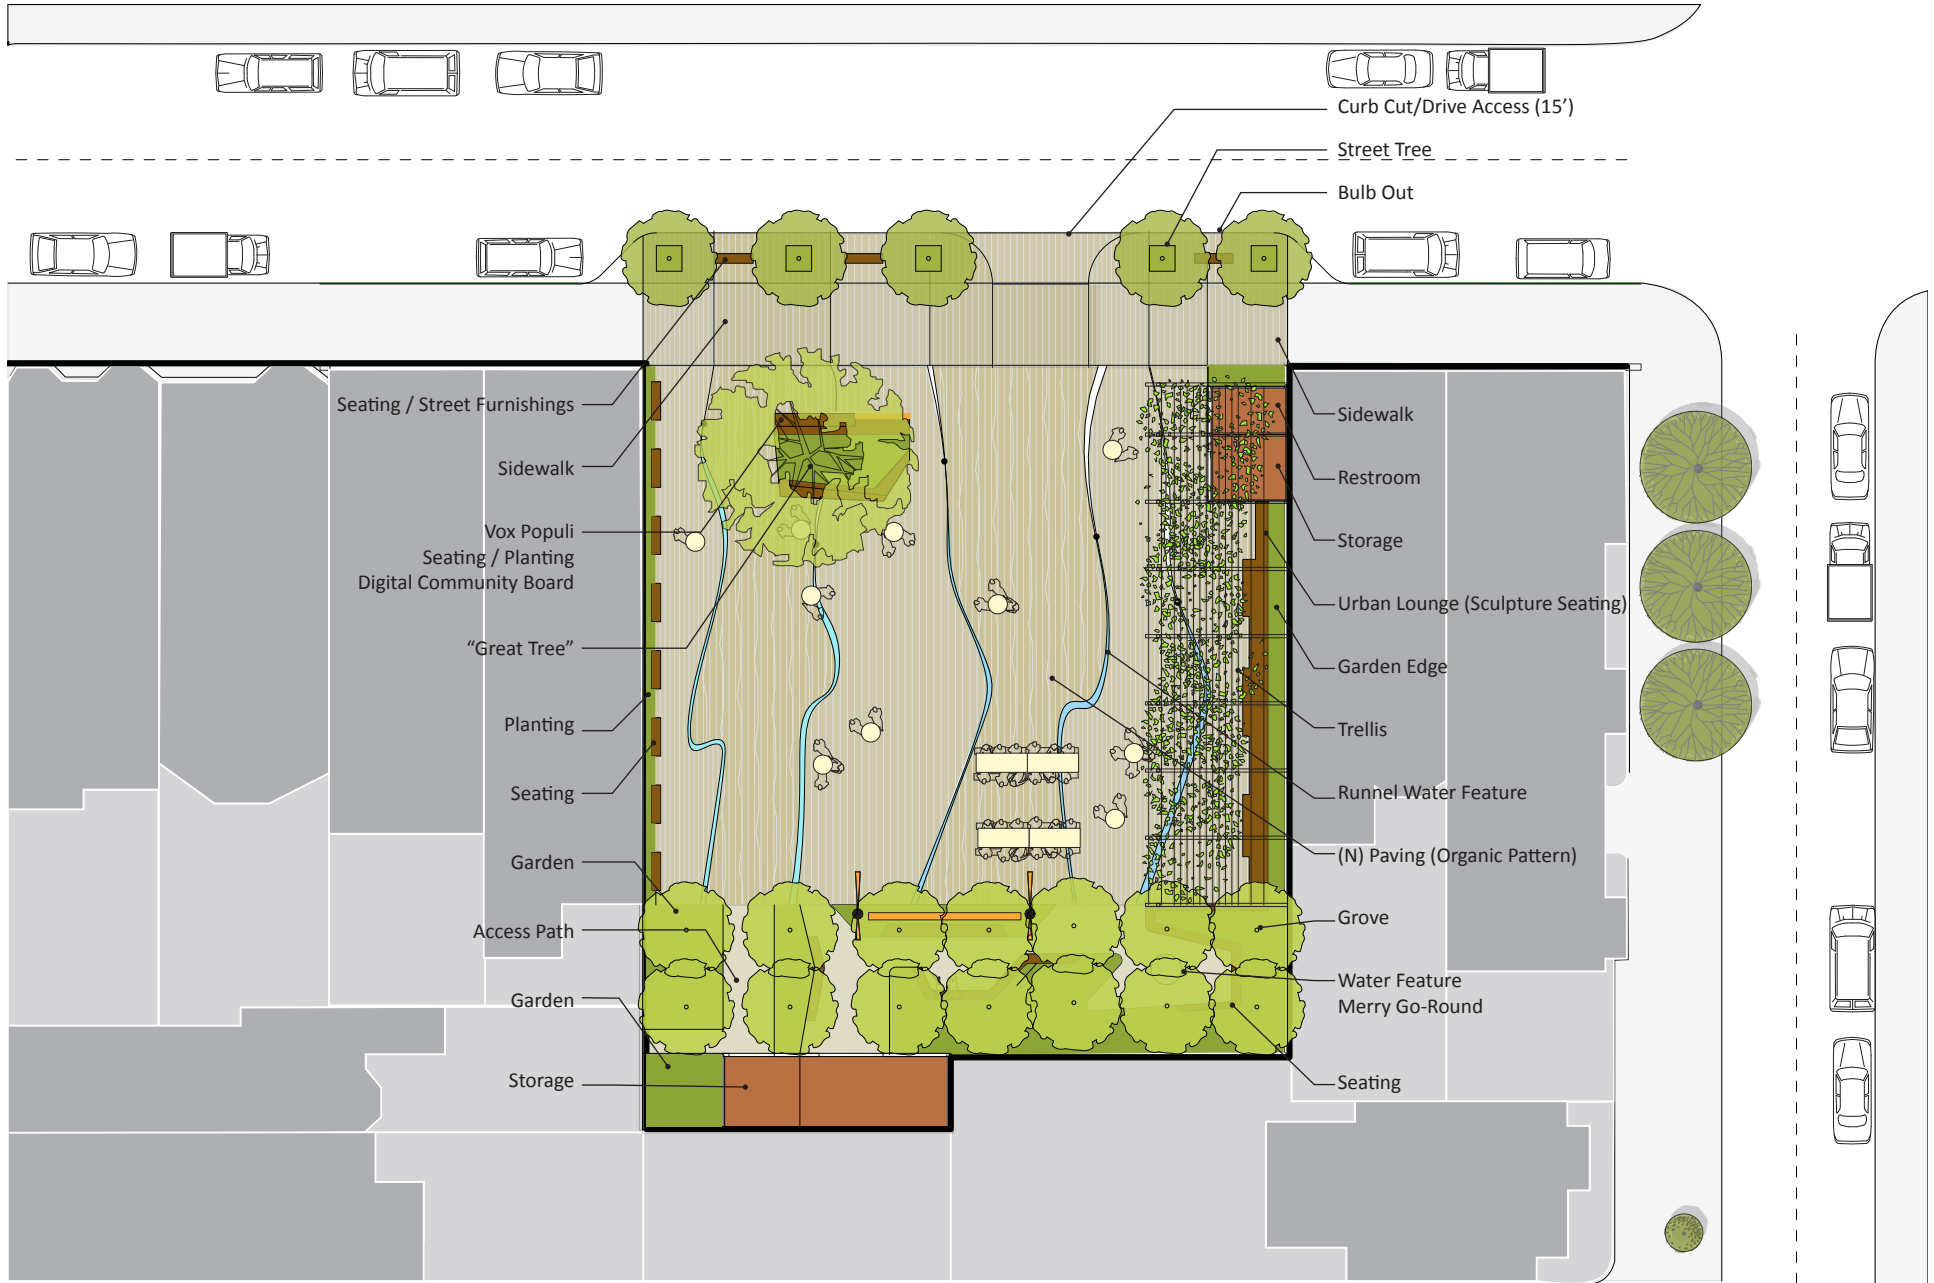 Curb Cut/Drive Access (15’)
Street Tree
Bulb Out
Seating / Street Furnishings
Sidewalk
Vox Populi
Seating / Planting
Digital Community Board
“Great Tree”
Planting
Seating
Garden
Access Path
Garden
Storage
Sidewalk
Restroom
Storage
Urban Lounge (Sculpture Seating)
Garden Edge
Trellis
Runnel Water Feature
(N) Paving (Organic Pattern)
Grove
Water Feature
Merry Go-Round
Seating